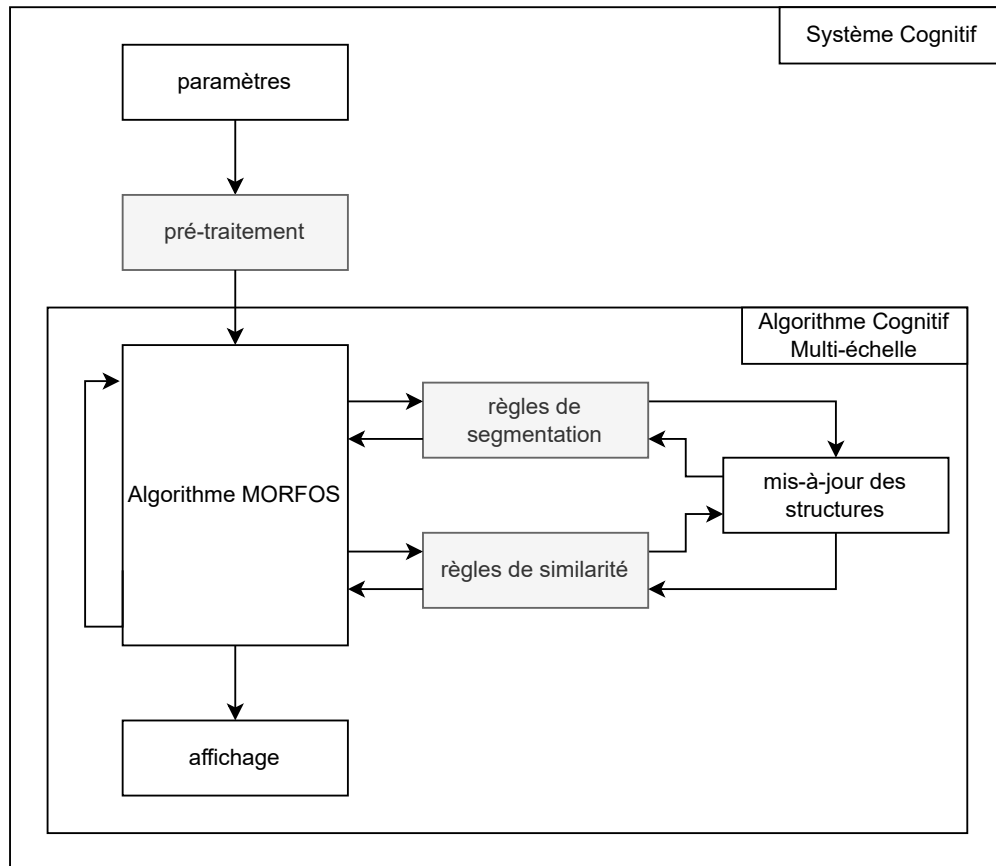 Système Cognitif
paramètres
pré-traitement
Algorithme Cognitif
Multi-échelle
règles de
segmentation
Algorithme MORFOS
mis-à-jour des
structures
règles de similarité
affichage